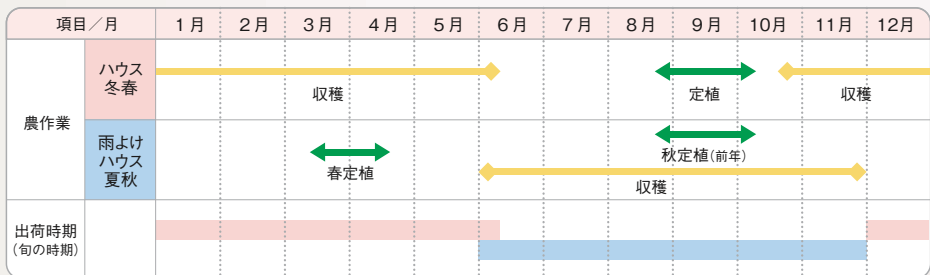 項目／月 1月 2月 3月 4月 5月 6月 7月 8月 9月 10月 11月 12月
農作業
ハウス
冬春
収穫 定植 収穫
雨よけ
ハウス
夏秋
春定植 秋定植(前年)
収穫
出荷時期
(旬の時期)